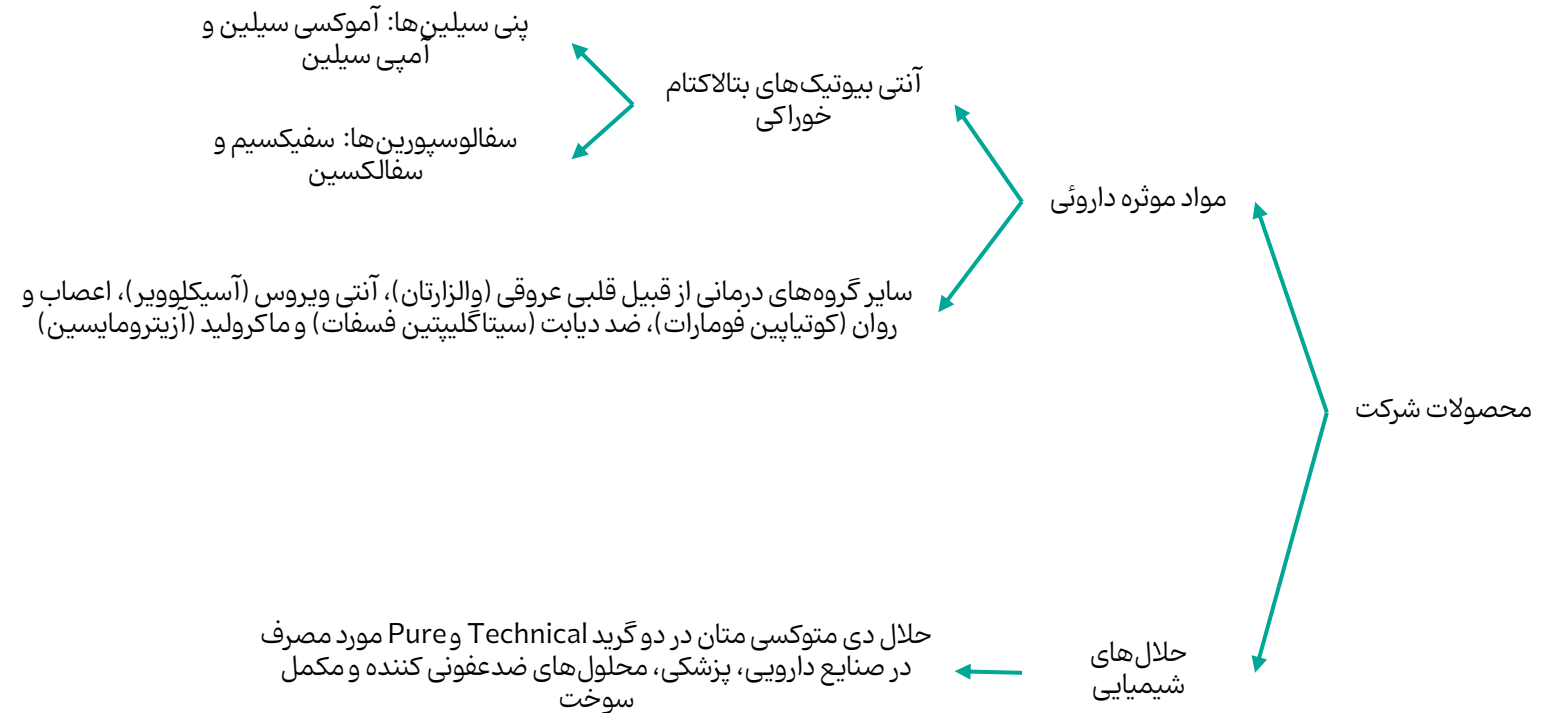 محصولات شرکت
مواد موثره داروئی
آنتی بیوتیک‌های بتالاکتام
خوراکی
پنی سیلین‌ها: آموکسی سیلین و
آمپی سیلین
سفالوسپورین‌ها: سفیکسیم و
سفالکسین
سایر گروه‌های درمانی از قبیل قلبی عروقی (والزارتان)، آنتی ویروس (آسیکلوویر)، اعصاب و
روان (کوتیاپین فومارات)، ضد دیابت (سیتاگلیپتین فسفات) و ماکرولید (آزیترومایسین)
حلال‌های
شیمیایی
حلال دی متوکسی متان در دو گرید Technical و Pure مورد مصرف
در صنایع دارویی، پزشکی، محلول‌های ضدعفونی کننده و مکمل
سوخت